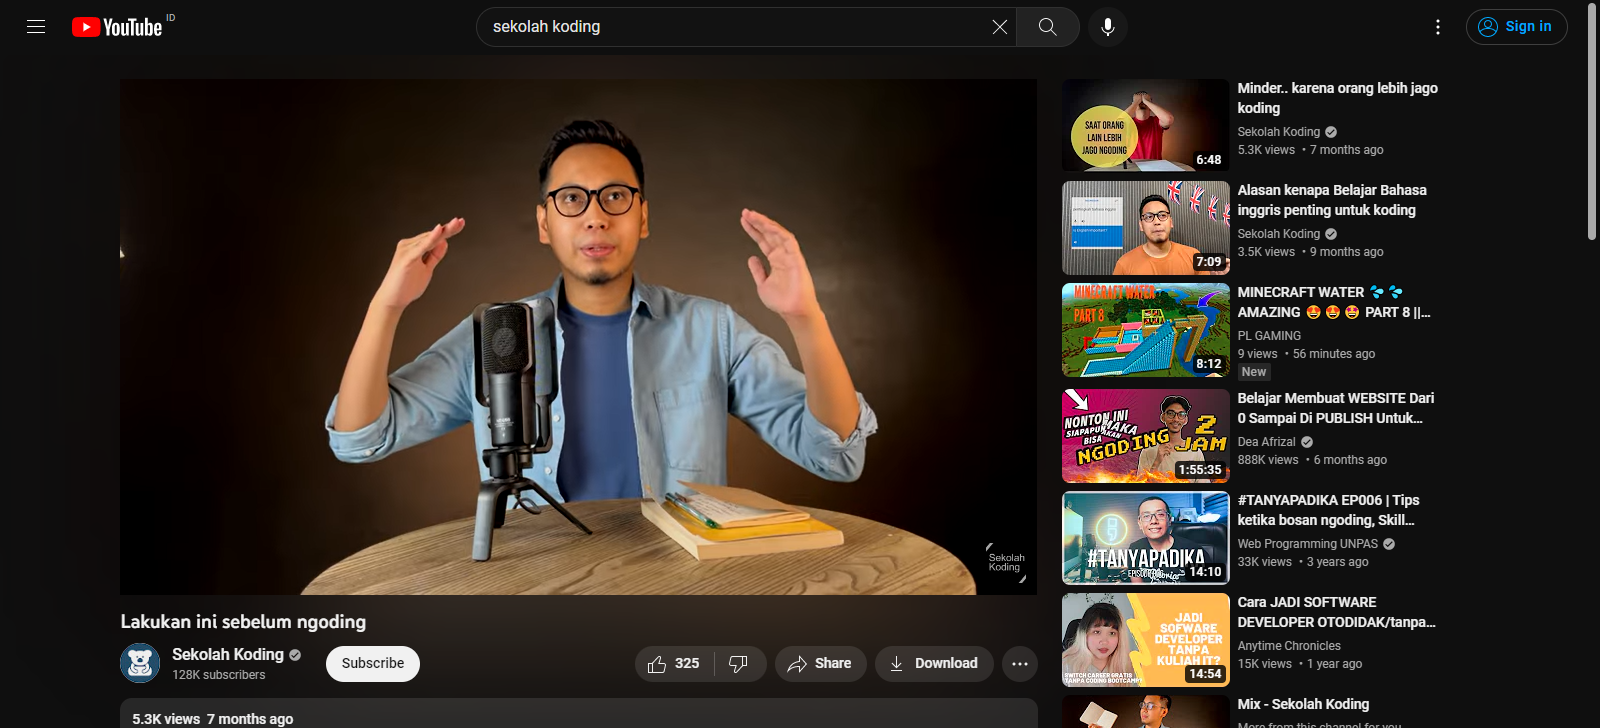 YouTube ID
sekolah koding
Sign in
Sekolah
Koding
Lakukan ini sebelum ngoding
Sekolah Koding
128K subscribers
Subscribe
325
Share
Download
5.3K views 7 months ago
SAAT ORANG
LAIN LEBIH
JAGO NGODING
6:48
Minder.. karena orang lebih jago
koding
Sekolah Koding
5.3K views • 7 months ago
7:09
Alasan kenapa Belajar Bahasa
inggris penting untuk koding
Sekolah Koding
3.5K views • 9 months ago
MINECRAFT WATER
PART 8
8:12
MINECRAFT WATER 💦 💦
AMAZING 🤩 🤩 🤩 PART 8 ||...
PL GAMING
9 views • 56 minutes ago
New
NONTON INI
SIAPAPUN MAKA
AKAN
BISA
NGODING
2
JAM
1:55:35
Belajar Membuat WEBSITE Dari
0 Sampai Di PUBLISH Untuk...
Dea Afrizal
888K views • 6 months ago
#TANYAPADIKA
14:10
#TANYAPADIKA EP006 | Tips
ketika bosan ngoding, Skill...
Web Programming UNPAS
33K views • 3 years ago
JADI
SOFWARE
DEVELOPER
TANPA
KULIAH IT?
SWITCH CAREER GRATIS
TANPA CODING BOOTCAMP?
14:54
Cara JADI SOFTWARE
DEVELOPER OTODIDAK/tanpa...
Anytime Chronicles
15K views • 1 year ago
Mix - Sekolah Koding
More from this channel for you